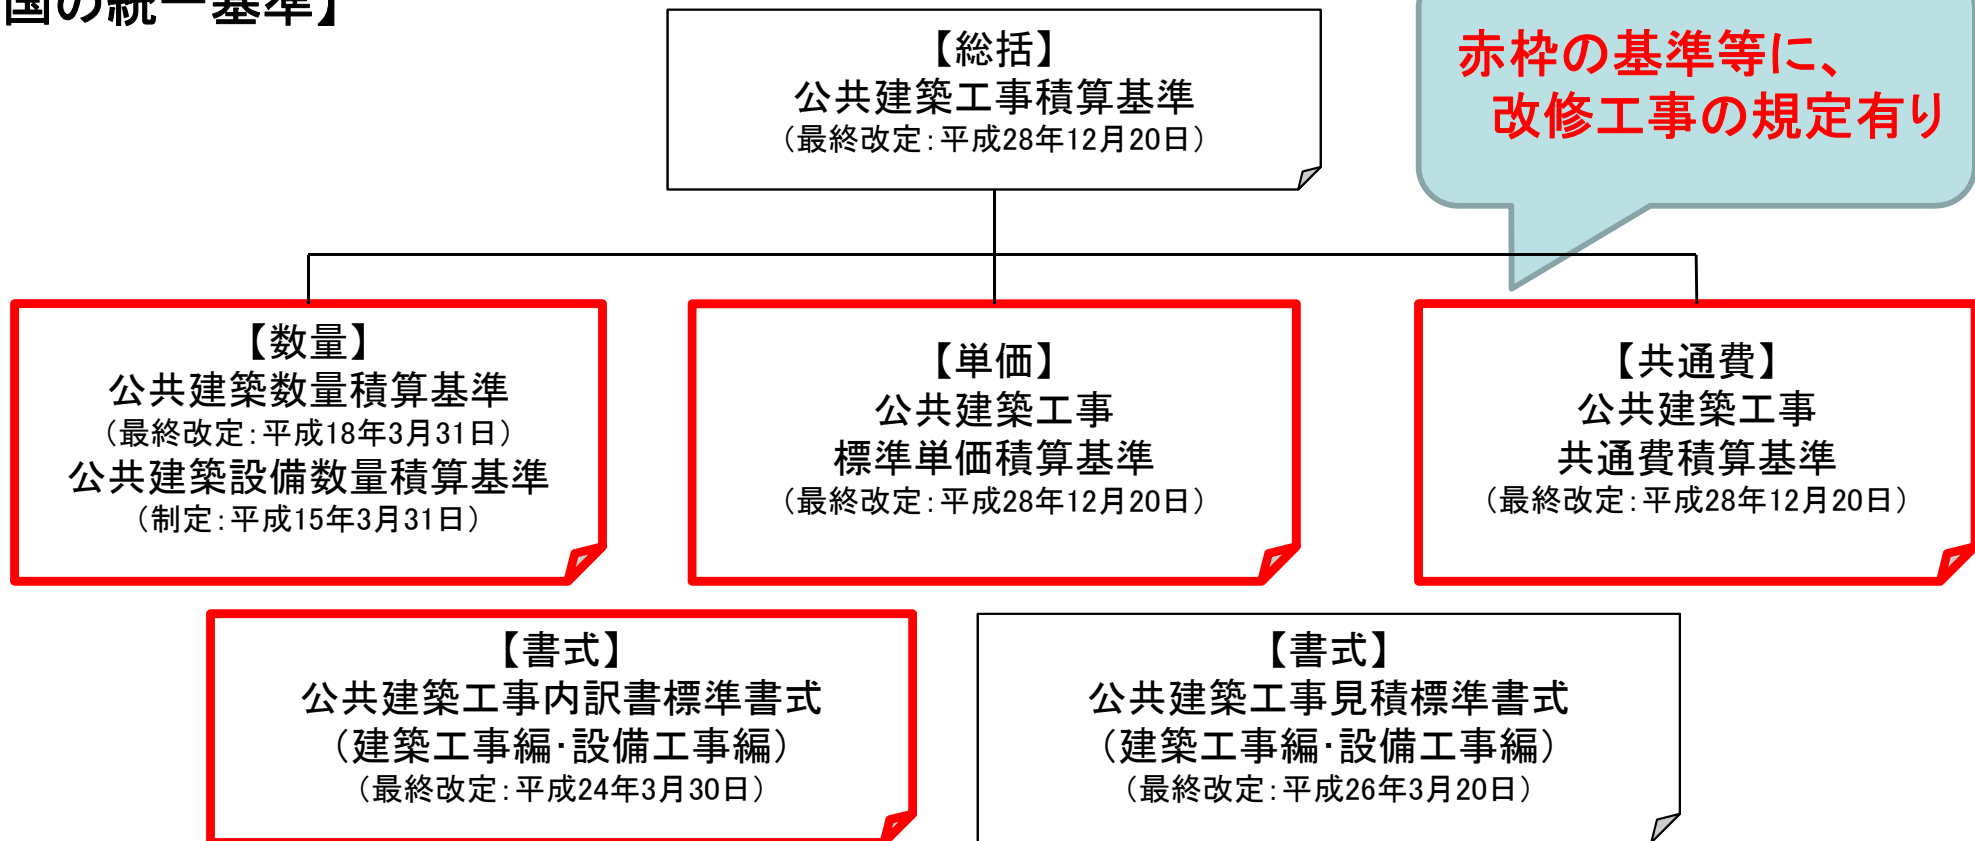 国の統一基準】
【総括】
公共建築工事積算基準
（最終改定：平成28年12月20日）
赤枠の基準等に、
改修工事の規定有り
【数量】
公共建築数量積算基準
（最終改定：平成18年3月31日）
公共建築設備数量積算基準
（制定：平成15年3月31日）
【単価】
公共建築工事
標準単価積算基準
（最終改定：平成28年12月20日）
【共通費】
公共建築工事
共通費積算基準
（最終改定：平成28年12月20日）
【書式】
公共建築工事内訳書標準書式
（建築工事編・設備工事編）
（最終改定：平成24年3月30日）
【書式】
公共建築工事見積標準書式
（建築工事編・設備工事編）
（最終改定：平成26年3月20日）